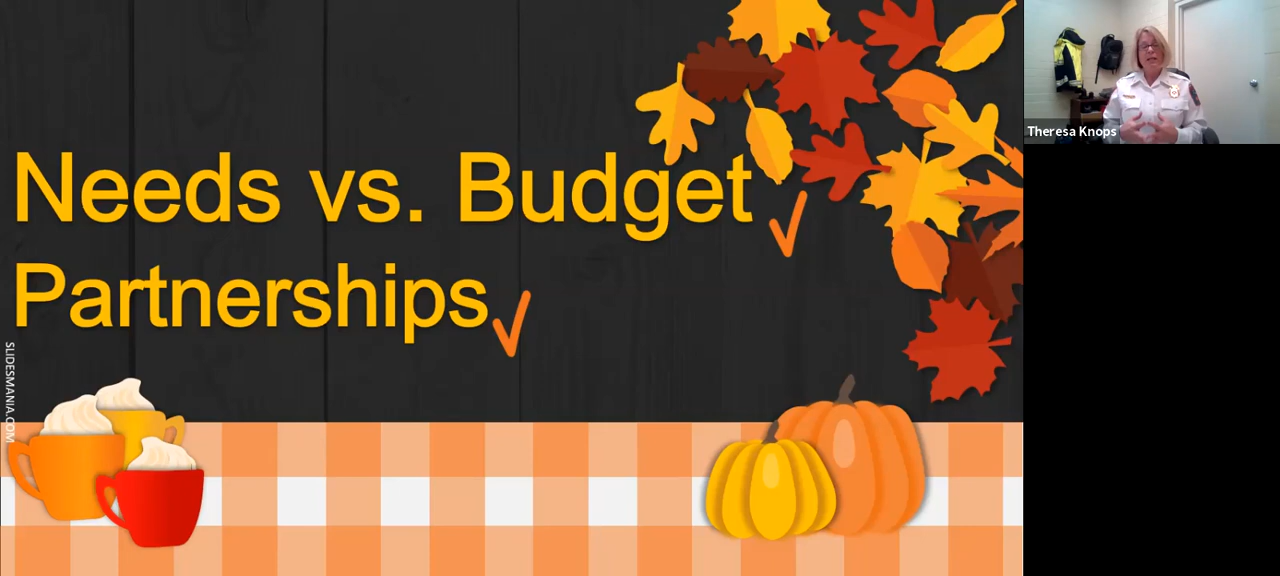 Needs vs. Budget
Partnerships
SLIDESMANIA.COM
Theresa Knops